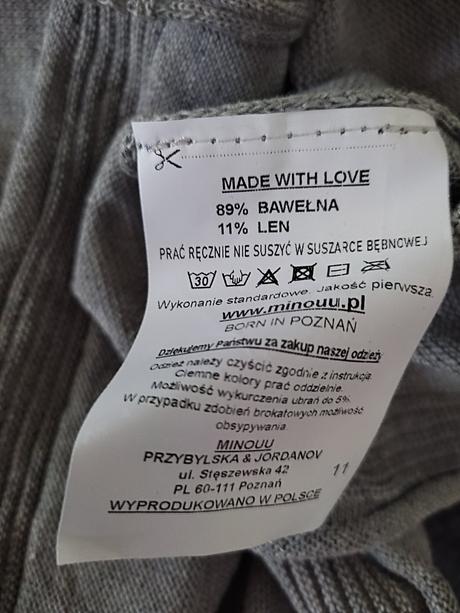 MADE WITH LOVE
89% BAWEŁNA
11% LEN
PRAĆ RĘCZNIE NIE SUSZYĆ W SUSZARCE BĘBNOWEJ
30
Wykonanie standardowe. Jakość pierwsza.
www.minouu.pl
BORN IN POZNAŃ
Dziękujemy Państwu za zakup naszej odzieży
Odzież należy czyścić zgodnie z instrukcją.
Ciemne kolory prać oddzielnie.
Możliwość wykurczenia ubrań do 5%.
W przypadku zdobień brokatowych możliwość
obsypywania.
MINOUU
PRZYBYLSKA & JORDANOV
ul. Stęszewska 42
PL 60-111 Poznań
11
WYPRODUKOWANO W POLSCE